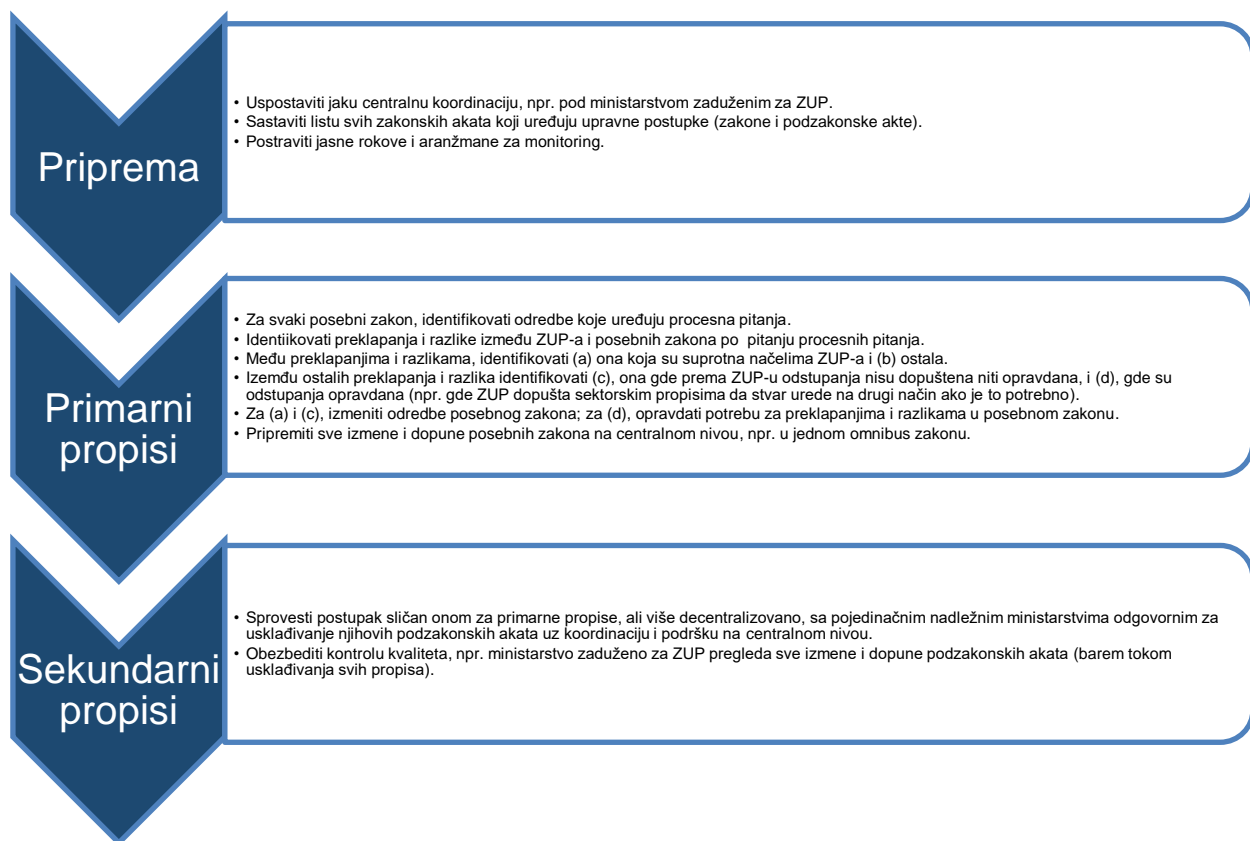 Priprema
• Uspostaviti jaku centralnu koordinaciju, npr. pod ministarstvom zaduženim za ZUP.
• Sastaviti listu svih zakonskih akata koji uređuju upravne postupke (zakone i podzakonske akte).
• Postraviti jasne rokove i aranžmane za monitoring.
Primarni
propisi
• Za svaki posebni zakon, identifikovati odredbe koje uređuju procesna pitanja.
• Identiikovati preklapanja i razlike između ZUP-a i posebnih zakona po pitanju procesnih pitanja.
• Među preklapanjima i razlikama, identifikovati (a) ona koja su suprotna načelima ZUP-a i (b) ostala.
• Izemđu ostalih preklapanja i razlika identifikovati (c), ona gde prema ZUP-u odstupanja nisu dopuštena niti opravdana, i (d), gde su
odstupanja opravdana (npr. gde ZUP dopušta sektorskim propisima da stvar urede na drugi način ako je to potrebno).
• Za (a) i (c), izmeniti odredbe posebnog zakona; za (d), opravdati potrebu za preklapanjima i razlikama u posebnom zakonu.
• Pripremiti sve izmene i dopune posebnih zakona na centralnom nivou, npr. u jednom omnibus zakonu.
Sekundarni
propisi
• Sprovesti postupak sličan onom za primarne propise, ali više decentralizovano, sa pojedinačnim nadležnim ministarstvima odgovornim za
usklađivanje njihovih podzakonskih akata uz koordinaciju i podršku na centralnom nivou.
• Obezbediti kontrolu kvaliteta, npr. ministarstvo zaduženo za ZUP pregleda sve izmene i dopune podzakonskih akata (barem tokom
usklađivanja svih propisa).